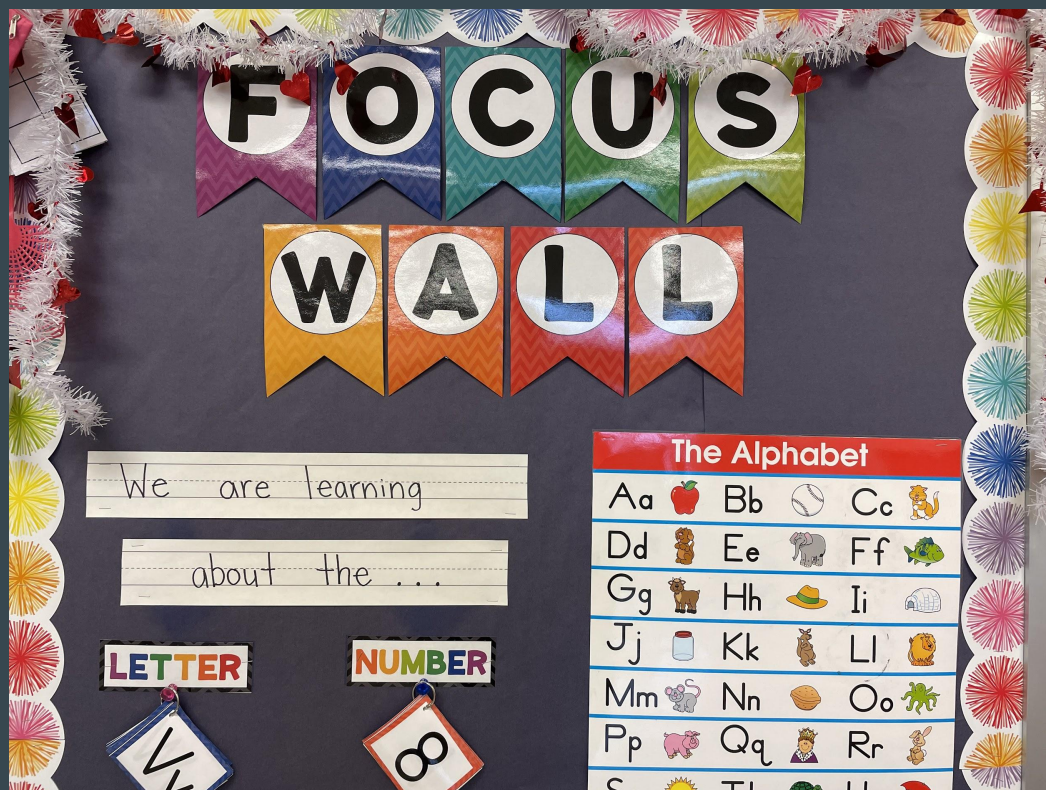 FOCUS
WALL
We are learning
about the ...
LETTER
NUMBER
Vv
8
The Alphabet
Aa Bb Cc
Dd Ee Ff
Gg Hh Ii
Jj Kk Ll
Mm Nn Oo
Pp Qq Rr